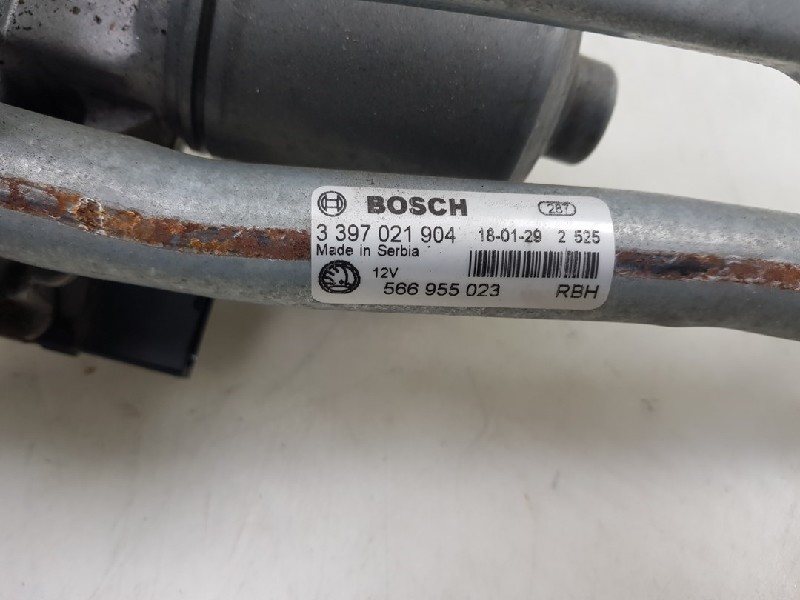 BOSCH 287
3 397 021 904 18-01-29 2 525
Made in Serbia
12V
566 955 023 RBH